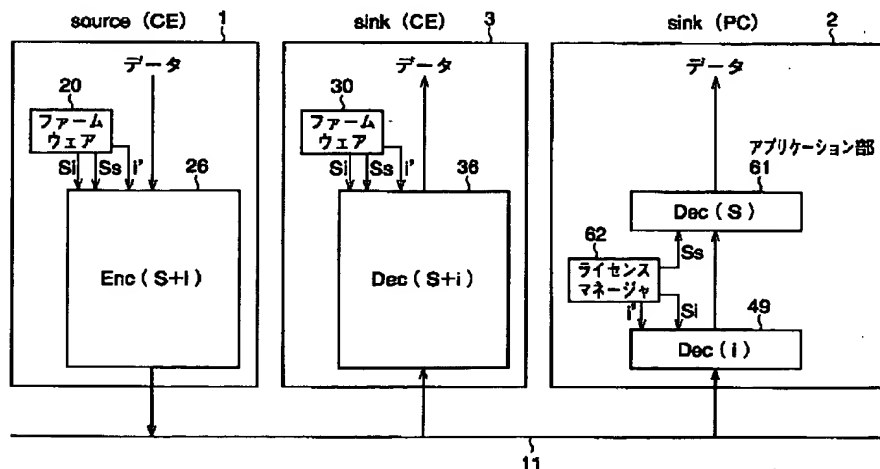 source (CE)
1
データ
20
ファーム
ウェア
Si
Ss
i'
26
Enc(S+I)
sink (CE)
3
データ
30
ファーム
ウェア
Si
Ss
i'
36
Dec(S+i)
sink (PC)
2
データ
アプリケーション部
61
Dec(S)
62
Ss
ライセンス
マネージャ
i'
Si
49
Dec(i)
11